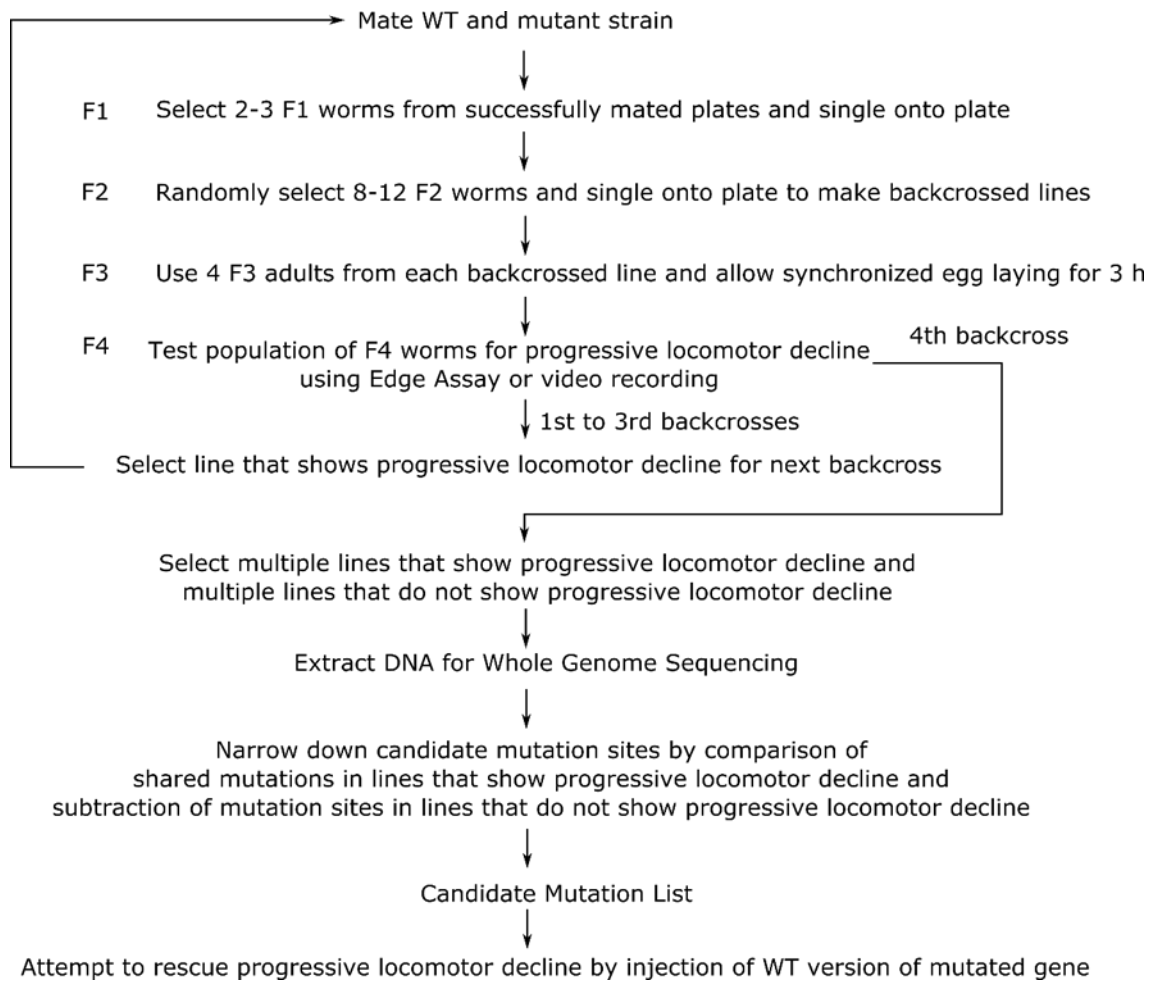 Mate WT and mutant strain
F1 Select 2-3 F1 worms from successfully mated plates and single onto plate
F2 Randomly select 8-12 F2 worms and single onto plate to make backcrossed lines
F3 Use 4 F3 adults from each backcrossed line and allow synchronized egg laying for 3 h
4th backcross
F4 Test population of F4 worms for progressive locomotor decline
using Edge Assay or video recording
1st to 3rd backcrosses
Select line that shows progressive locomotor decline for next backcross
Select multiple lines that show progressive locomotor decline and
multiple lines that do not show progressive locomotor decline
Extract DNA for Whole Genome Sequencing
Narrow down candidate mutation sites by comparison of
shared mutations in lines that show progressive locomotor decline and
subtraction of mutation sites in lines that do not show progressive locomotor decline
Candidate Mutation List
Attempt to rescue progressive locomotor decline by injection of WT version of mutated gene